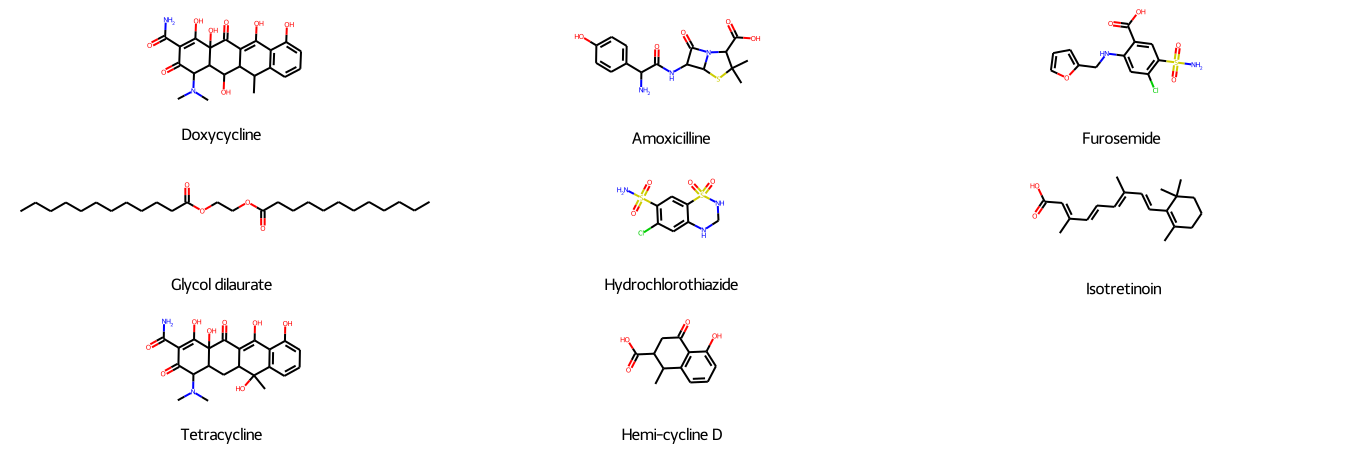 Doxycycline
Amoxicilline
Furosemide
Glycol dilaurate
Hydrochlorothiazide
Isotretinoin
Tetracycline
Hemi-cycline D